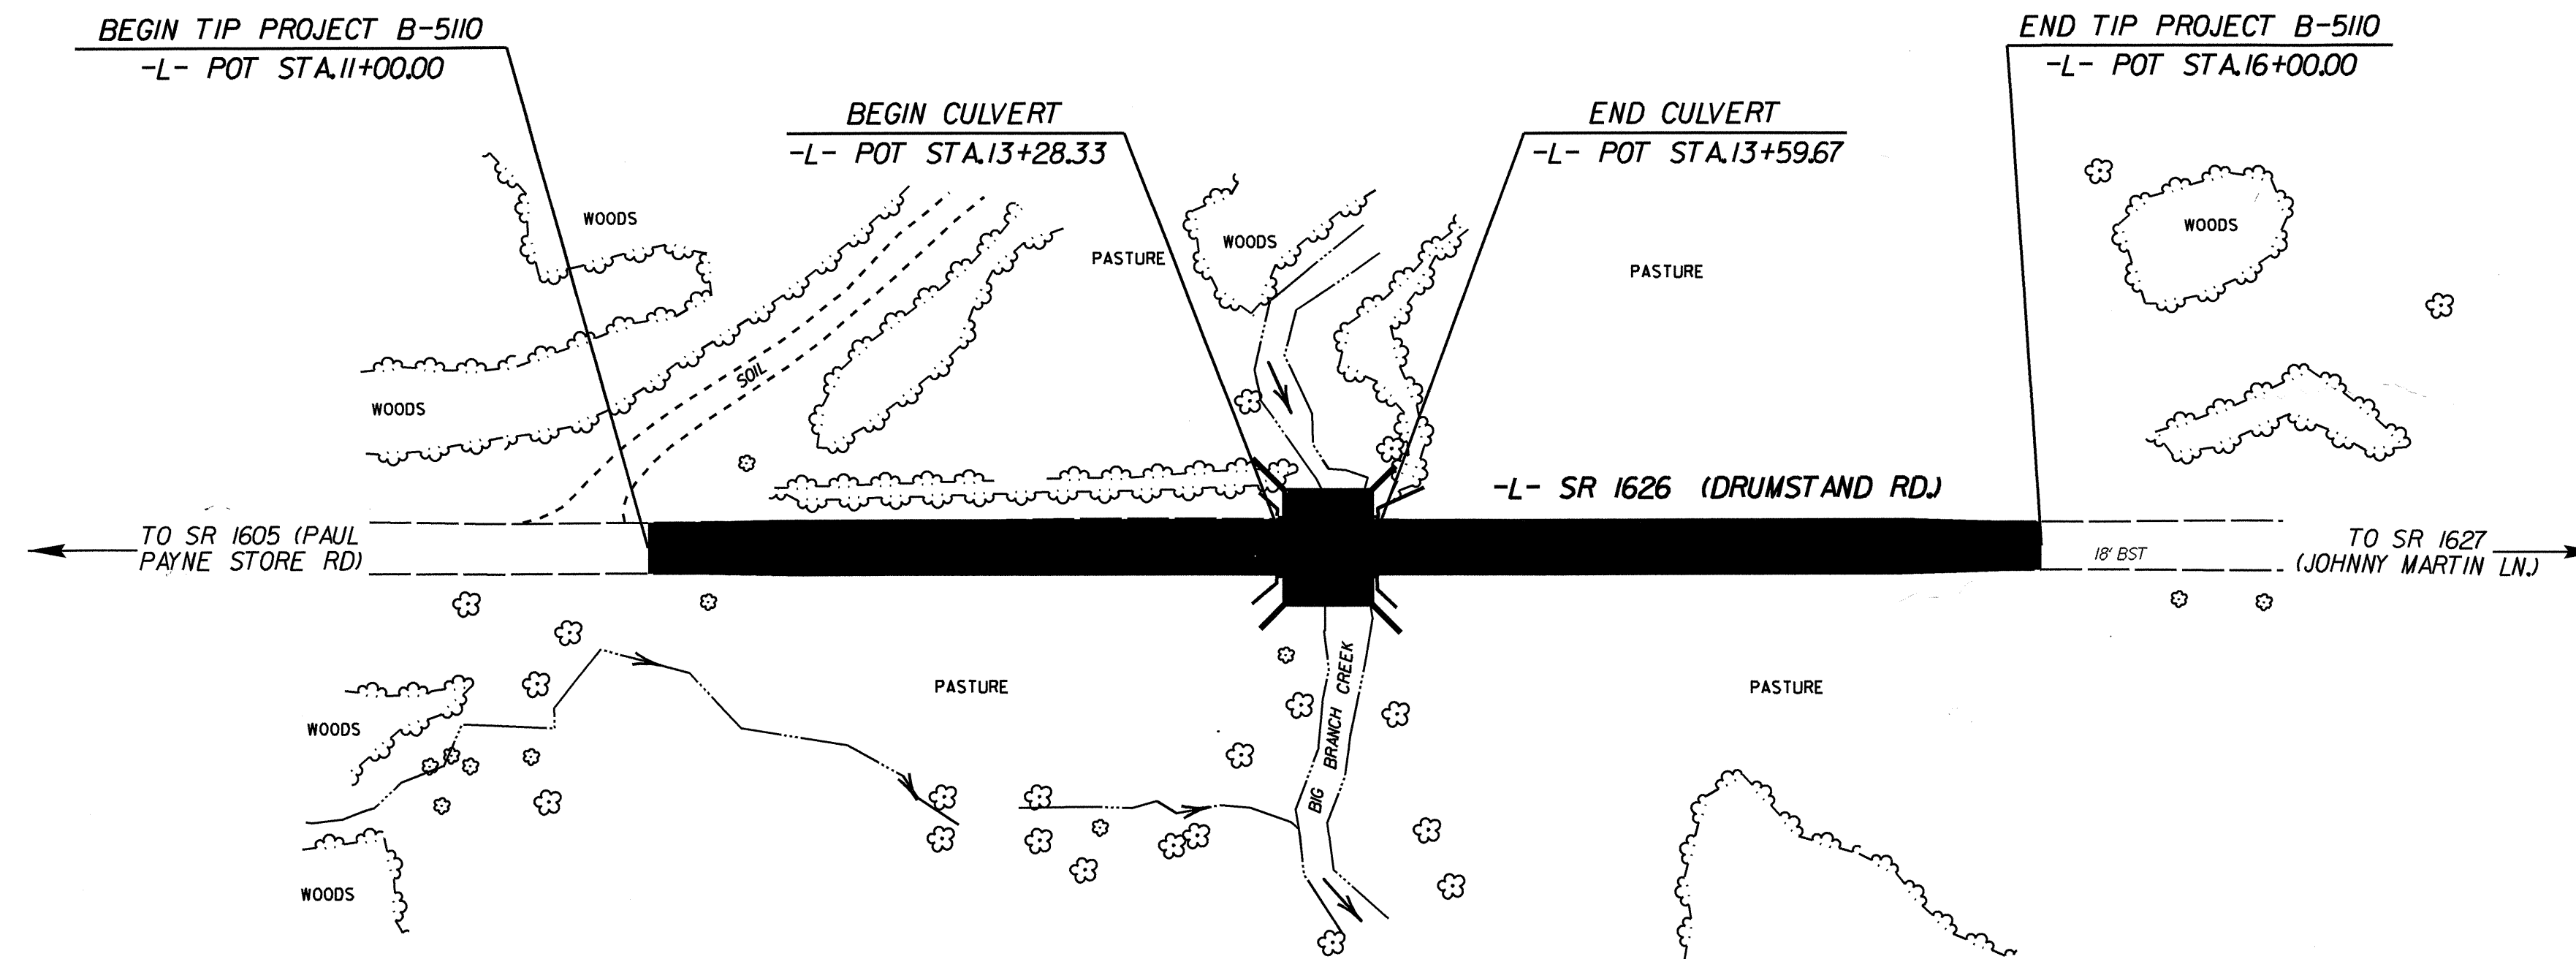 BEGIN TIP PROJECT B-5110
-L- POT STA.11+00.00
END TIP PROJECT B-5110
-L- POT STA.16+00.00
BEGIN CULVERT
-L- POT STA.13+28.33
END CULVERT
-L- POT STA.13+59.67
WOODS
WOODS
WOODS
PASTURE
PASTURE
SOIL
WOODS
-L- SR 1626 (DRUMSTAND RD.)
TO SR 1605 (PAUL
PAYNE STORE RD)
18' BST
TO SR 1627
(JOHNNY MARTIN LN.)
PASTURE
PASTURE
BIG BRANCH CREEK
WOODS
WOODS